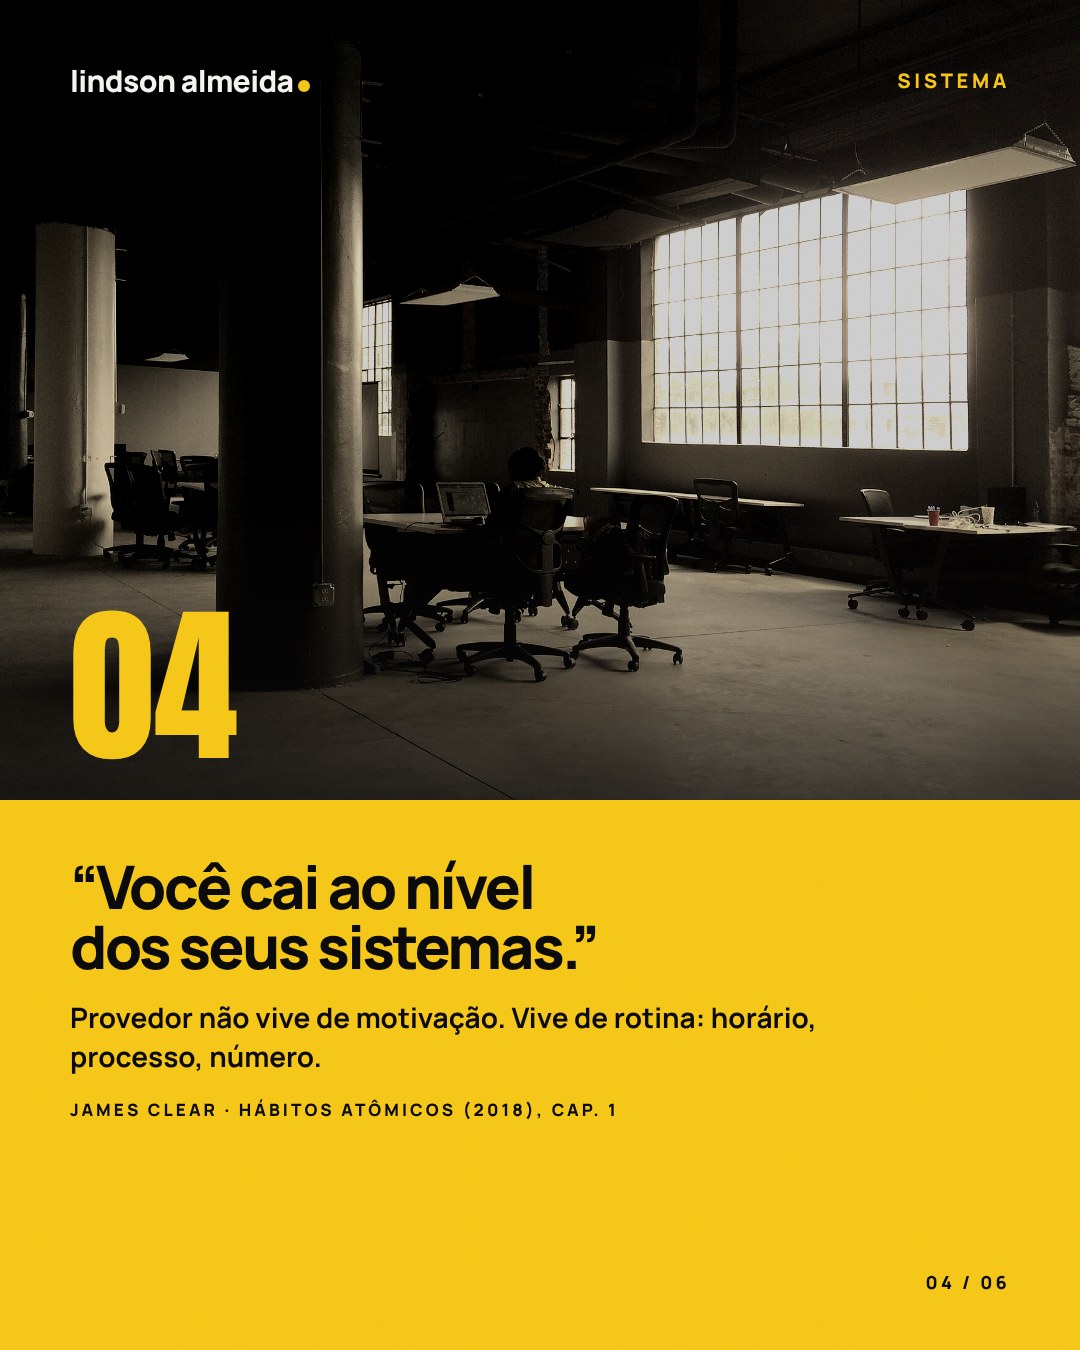 lindson almeida
SISTEMA
04
“Você cai ao nível
dos seus sistemas.”
Provedor não vive de motivação. Vive de rotina: horário,
processo, número.
JAMES CLEAR · HÁBITOS ATÔMICOS (2018), CAP. 1
04 / 06